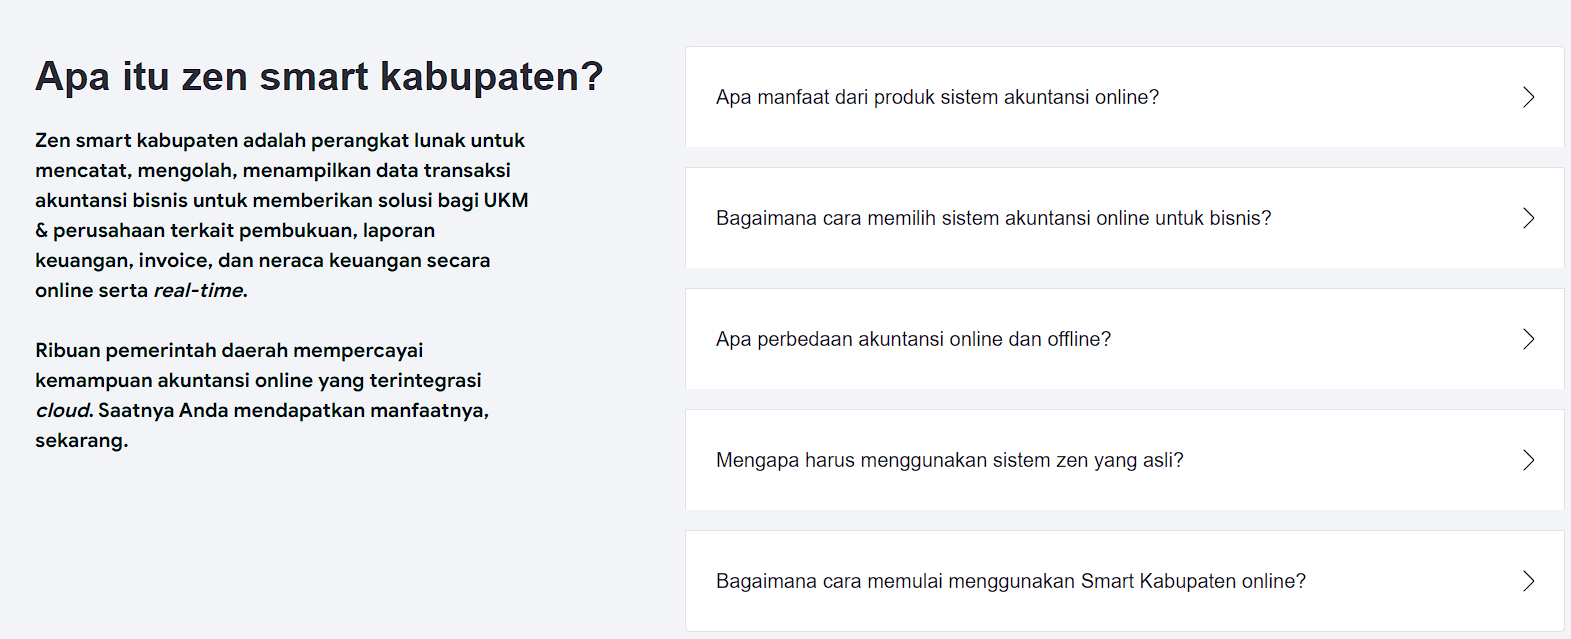 Apa itu zen smart kabupaten?
Zen smart kabupaten adalah perangkat lunak untuk
mencatat, mengolah, menampilkan data transaksi
akuntansi bisnis untuk memberikan solusi bagi UKM
& perusahaan terkait pembukuan, laporan
keuangan, invoice, dan neraca keuangan secara
online serta real-time.
Ribuan pemerintah daerah mempercayai
kemampuan akuntansi online yang terintegrasi
cloud. Saatnya Anda mendapatkan manfaatnya,
sekarang.
Apa manfaat dari produk sistem akuntansi online?
Bagaimana cara memilih sistem akuntansi online untuk bisnis?
Apa perbedaan akuntansi online dan offline?
Mengapa harus menggunakan sistem zen yang asli?
Bagaimana cara memulai menggunakan Smart Kabupaten online?